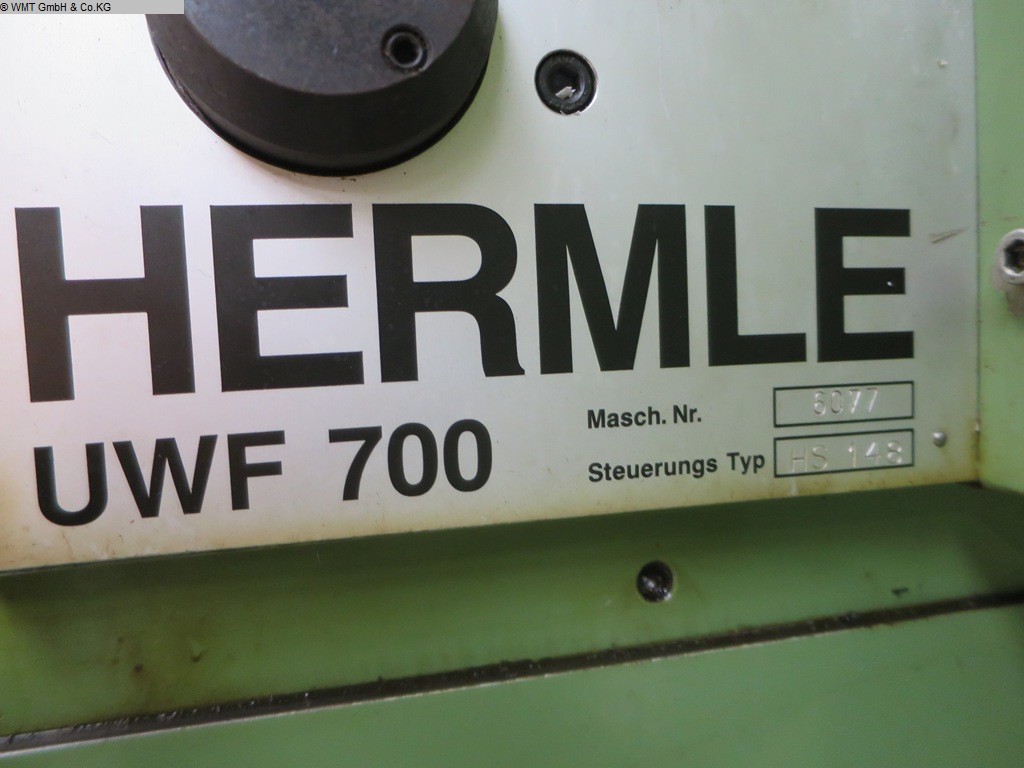 © WMT GmbH & Co.KG
HERMLE
UWF 700
Masch. Nr. 6077
Steuerungs Typ HS 148